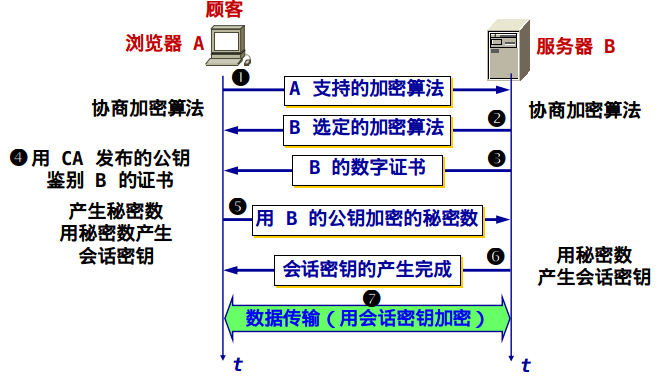 顾客
浏览器 A
服务器 B
❶
A 支持的加密算法
协商加密算法
协商加密算法
❷
B 选定的加密算法
❸
B 的数字证书
❹ 用 CA 发布的公钥
鉴别 B 的证书
产生秘密数
用秘密数产生
会话密钥
❺
用 B 的公钥加密的秘密数
❻
会话密钥的产生完成
用秘密数
产生会话密钥
❼
数据传输（用会话密钥加密）
t
t